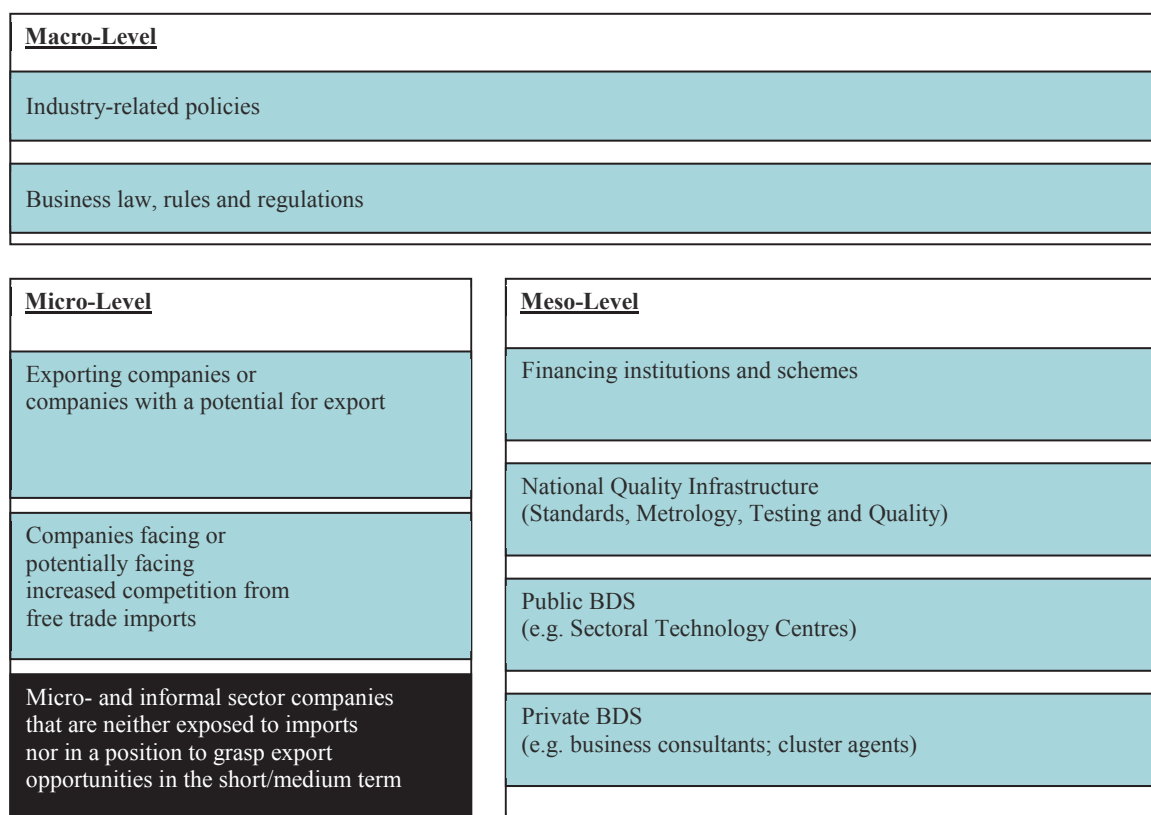 Macro-Level
Industry-related policies
Business law, rules and regulations
Micro-Level
Exporting companies or
companies with a potential for export
Companies facing or
potentially facing
increased competition from
free trade imports
Micro- and informal sector companies
that are neither exposed to imports
nor in a position to grasp export
opportunities in the short/medium term
Meso-Level
Financing institutions and schemes
National Quality Infrastructure
(Standards, Metrology, Testing and Quality)
Public BDS
(e.g. Sectoral Technology Centres)
Private BDS
(e.g. business consultants; cluster agents)